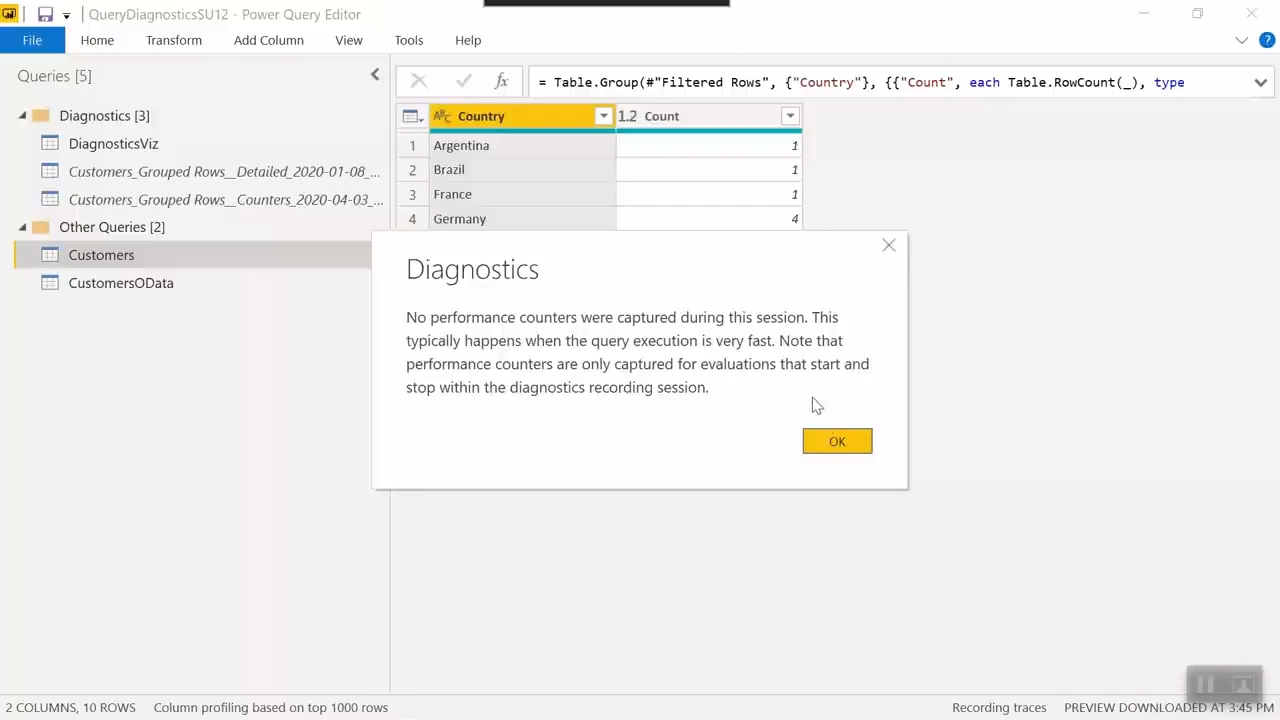 QueryDiagnosticsSU12 - Power Query Editor
File Home Transform Add Column View Tools Help
?
Queries [5]
fx = Table.Group(#"Filtered Rows", {"Country"}, {{"Count", each Table.RowCount(_), type
Diagnostics [3]
DiagnosticsViz
Customers_Grouped Rows__Detailed_2020-01-08_...
Customers_Grouped Rows__Counters_2020-04-03_...
Other Queries [2]
Customers
CustomersOData
ABC Country 1.2 Count
1 Argentina 1
2 Brazil 1
3 France 1
4 Germany 4
Diagnostics
No performance counters were captured during this session. This
typically happens when the query execution is very fast. Note that
performance counters are only captured for evaluations that start and
stop within the diagnostics recording session.
OK
2 COLUMNS, 10 ROWS Column profiling based on top 1000 rows Recording traces PREVIEW DOWNLOADED AT 3:45 PM